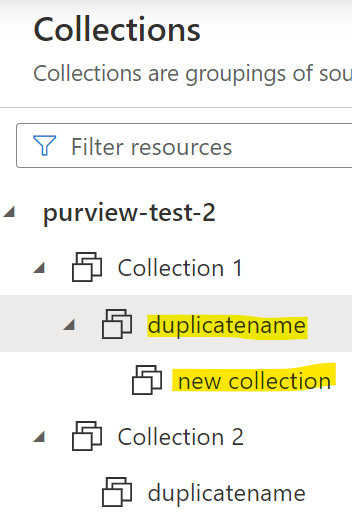 Collections
Collections are groupings of sou
Filter resources
purview-test-2
Collection 1
duplicatename
new collection
Collection 2
duplicatename